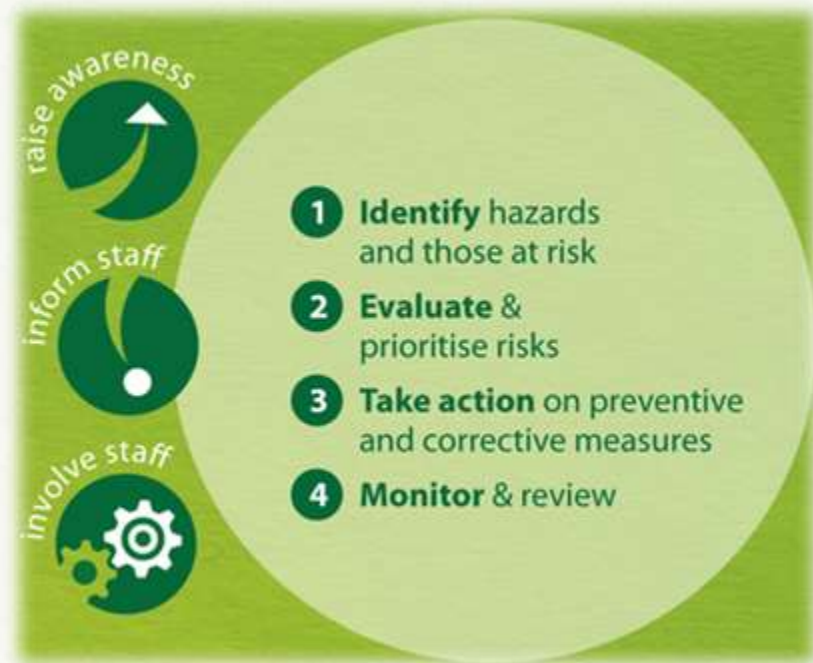 raise awareness
inform staff
involve staff
1 Identify hazards
and those at risk
2 Evaluate &
prioritise risks
3 Take action on preventive
and corrective measures
4 Monitor & review